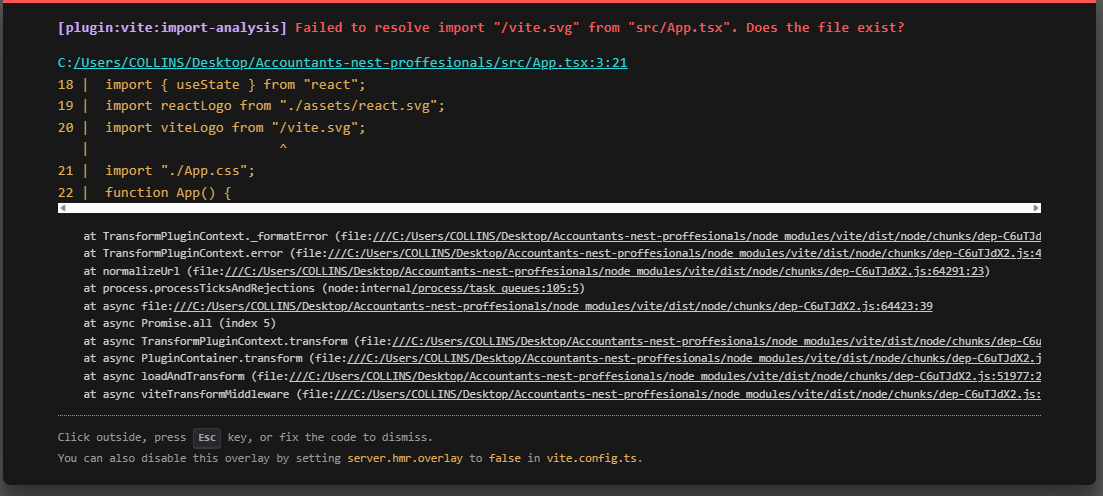 [plugin:vite:import-analysis] Failed to resolve import "/vite.svg" from "src/App.tsx". Does the file exist?
C:/Users/COLLINS/Desktop/Accountants-nest-proffesionals/src/App.tsx:3:21
18 |  import { useState } from "react";
19 |  import reactLogo from "./assets/react.svg";
20 |  import viteLogo from "/vite.svg";
   |                        ^
21 |  import "./App.css";
22 |  function App() {
at TransformPluginContext._formatError (file:///C:/Users/COLLINS/Desktop/Accountants-nest-proffesionals/node_modules/vite/dist/node/chunks/dep-C6uTJd
at TransformPluginContext.error (file:///C:/Users/COLLINS/Desktop/Accountants-nest-proffesionals/node_modules/vite/dist/node/chunks/dep-C6uTJdX2.js:4
at normalizeUrl (file:///C:/Users/COLLINS/Desktop/Accountants-nest-proffesionals/node_modules/vite/dist/node/chunks/dep-C6uTJdX2.js:64291:23)
at process.processTicksAndRejections (node:internal/process/task_queues:105:5)
at async file:///C:/Users/COLLINS/Desktop/Accountants-nest-proffesionals/node_modules/vite/dist/node/chunks/dep-C6uTJdX2.js:64423:39
at async Promise.all (index 5)
at async TransformPluginContext.transform (file:///C:/Users/COLLINS/Desktop/Accountants-nest-proffesionals/node_modules/vite/dist/node/chunks/dep-C6u
at async PluginContainer.transform (file:///C:/Users/COLLINS/Desktop/Accountants-nest-proffesionals/node_modules/vite/dist/node/chunks/dep-C6uTJdX2.j
at async loadAndTransform (file:///C:/Users/COLLINS/Desktop/Accountants-nest-proffesionals/node_modules/vite/dist/node/chunks/dep-C6uTJdX2.js:51977:2
at async viteTransformMiddleware (file:///C:/Users/COLLINS/Desktop/Accountants-nest-proffesionals/node_modules/vite/dist/node/chunks/dep-C6uTJdX2.js:
Click outside, press Esc key, or fix the code to dismiss.
You can also disable this overlay by setting server.hmr.overlay to false in vite.config.ts.